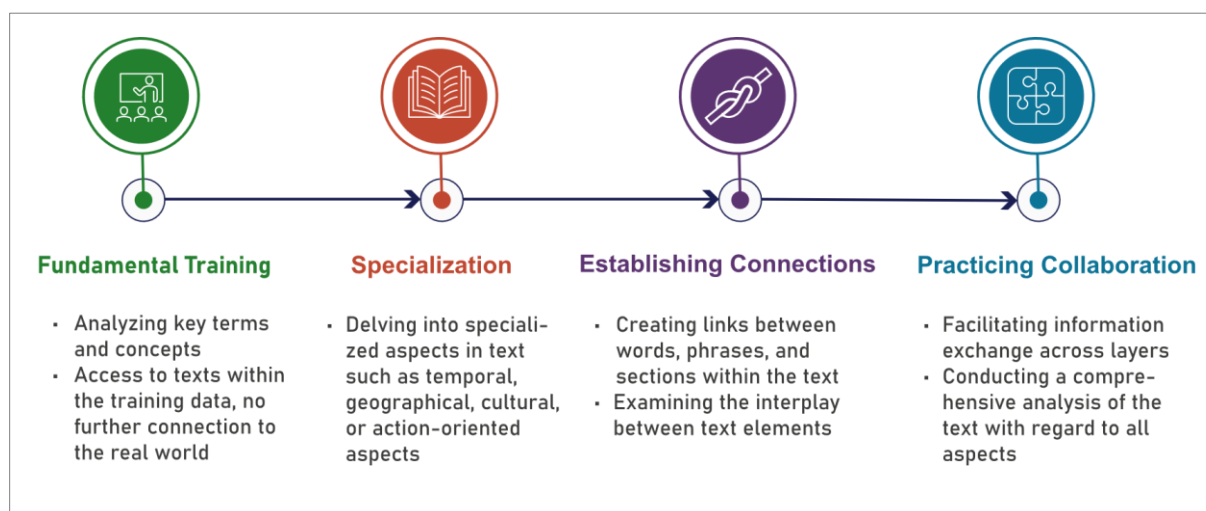 Fundamental Training
▪ Analyzing key terms
and concepts
▪ Access to texts within
the training data, no
further connection to
the real world
Specialization
▪ Delving into speciali-
zed aspects in text
such as temporal,
geographical, cultural,
or action-oriented
aspects
Establishing Connections
▪ Creating links between
words, phrases, and
sections within the text
▪ Examining the interplay
between text elements
Practicing Collaboration
▪ Facilitating information
exchange across layers
▪ Conducting a compre-
hensive analysis of the
text with regard to all
aspects